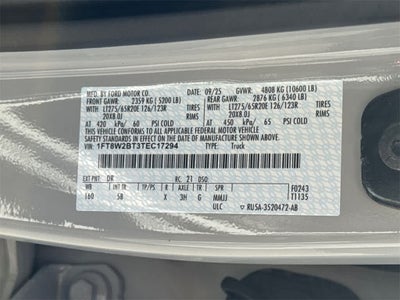 MFD. BY FORD MOTOR CO.
DATE: 09/25 GVWR: 4808 KG (10600 LB)
FRONT GAWR: 2359 KG (5200 LB) REAR GAWR: 2876 KG (6340 LB)
WITH LT275/65R20E 126/123R TIRES WITH LT275/65R20E 126/123R TIRES
20X8.0J RIMS 20X8.0J RIMS
AT 420 kPa/ 60 PSI COLD AT 450 kPa/ 65 PSI COLD
THIS VEHICLE CONFORMS TO ALL APPLICABLE FEDERAL MOTOR VEHICLE
SAFETY STANDARDS IN EFFECT ON THE DATE OF MANUFACTURE SHOWN ABOVE.
VIN: 1FT8W2BT3TEC17294 TYPE: Truck
EXT PNT: RC: 21 DSO: F0243
WB INT TR TP/PS R AXLE TR SPR T1135
160 5B X 3H G MMJJ
ULC RU5A-3520472-AB